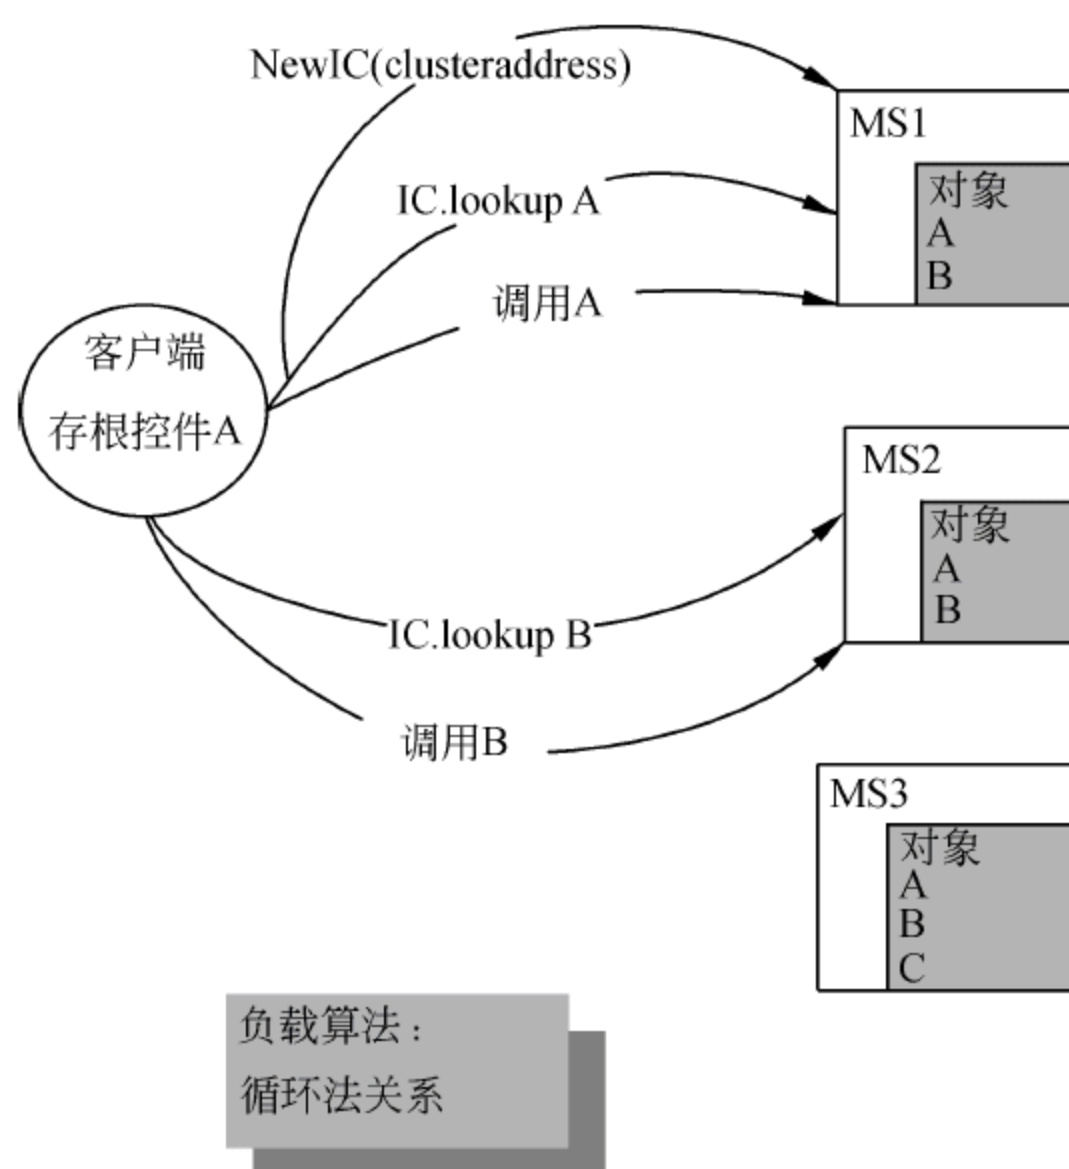 NewIC(clusteraddress)
MS1
对象
A
B
IC.lookup A
调用A
客户端
存根控件A
MS2
对象
A
B
IC.lookup B
调用B
MS3
对象
A
B
C
负载算法：
循环法关系